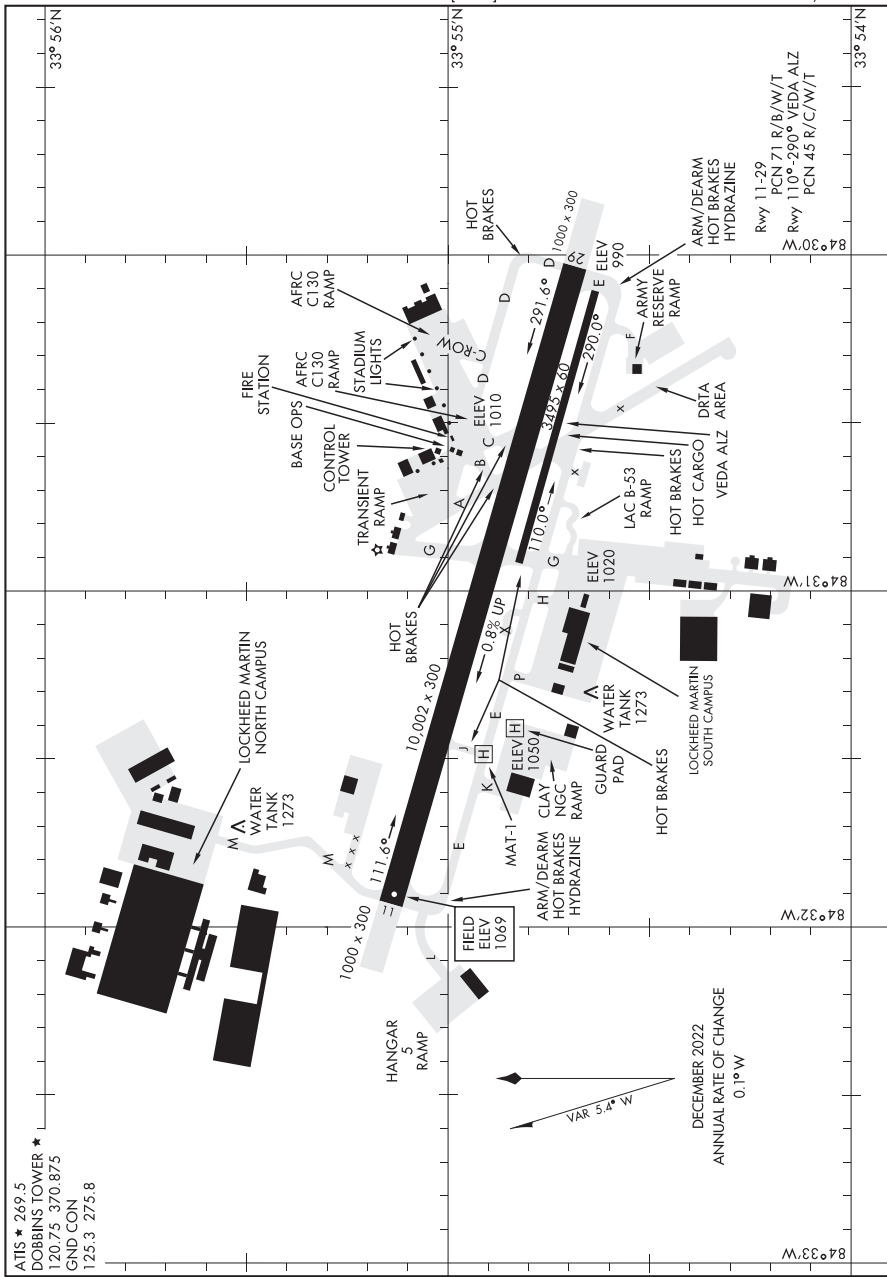 ATIS ★ 269.5
DOBBINS TOWER ★
120.75 370.875
GND CON
125.3 275.8
33° 56'N
33° 55'N
33° 54'N
84° 33'W
84° 32'W
84° 31'W
84° 30'W
LOCKHEED MARTIN
NORTH CAMPUS
WATER
TANK
1273
M
M
x x x
1000 x 300
11
111.6°
10,002 x 300
0.8% UP
FIELD
ELEV
1069
L
HANGAR
5
RAMP
ARM/DEARM
HOT BRAKES
HYDRAZINE
E
MAT-1
K
J
H
H
E
ELEV
1050
CLAY
NGC
RAMP
GUARD
PAD
HOT BRAKES
WATER
TANK
1273
LOCKHEED MARTIN
SOUTH CAMPUS
P
X
H
G
ELEV
1020
HOT
BRAKES
TRANSIENT
RAMP
CONTROL
TOWER
BASE OPS
FIRE
STATION
AFRC
C130
RAMP
STADIUM
LIGHTS
AFRC
C130
RAMP
C-ROW
G
A
B
C
ELEV
1010
D
D
D
HOT
BRAKES
1000 x 300
29
291.6°
290.0°
3495 x 60
110.0°
E
ELEV
990
ARM/DEARM
HOT BRAKES
HYDRAZINE
F
ARMY
RESERVE
RAMP
x
x
DRTA
AREA
VEDA ALZ
HOT BRAKES
HOT CARGO
LAC B-53
RAMP
Rwy 11-29
PCN 71 R/B/W/T
Rwy 110°-290° VEDA ALZ
PCN 45 R/C/W/T
VAR 5.4° W
DECEMBER 2022
ANNUAL RATE OF CHANGE
0.1° W